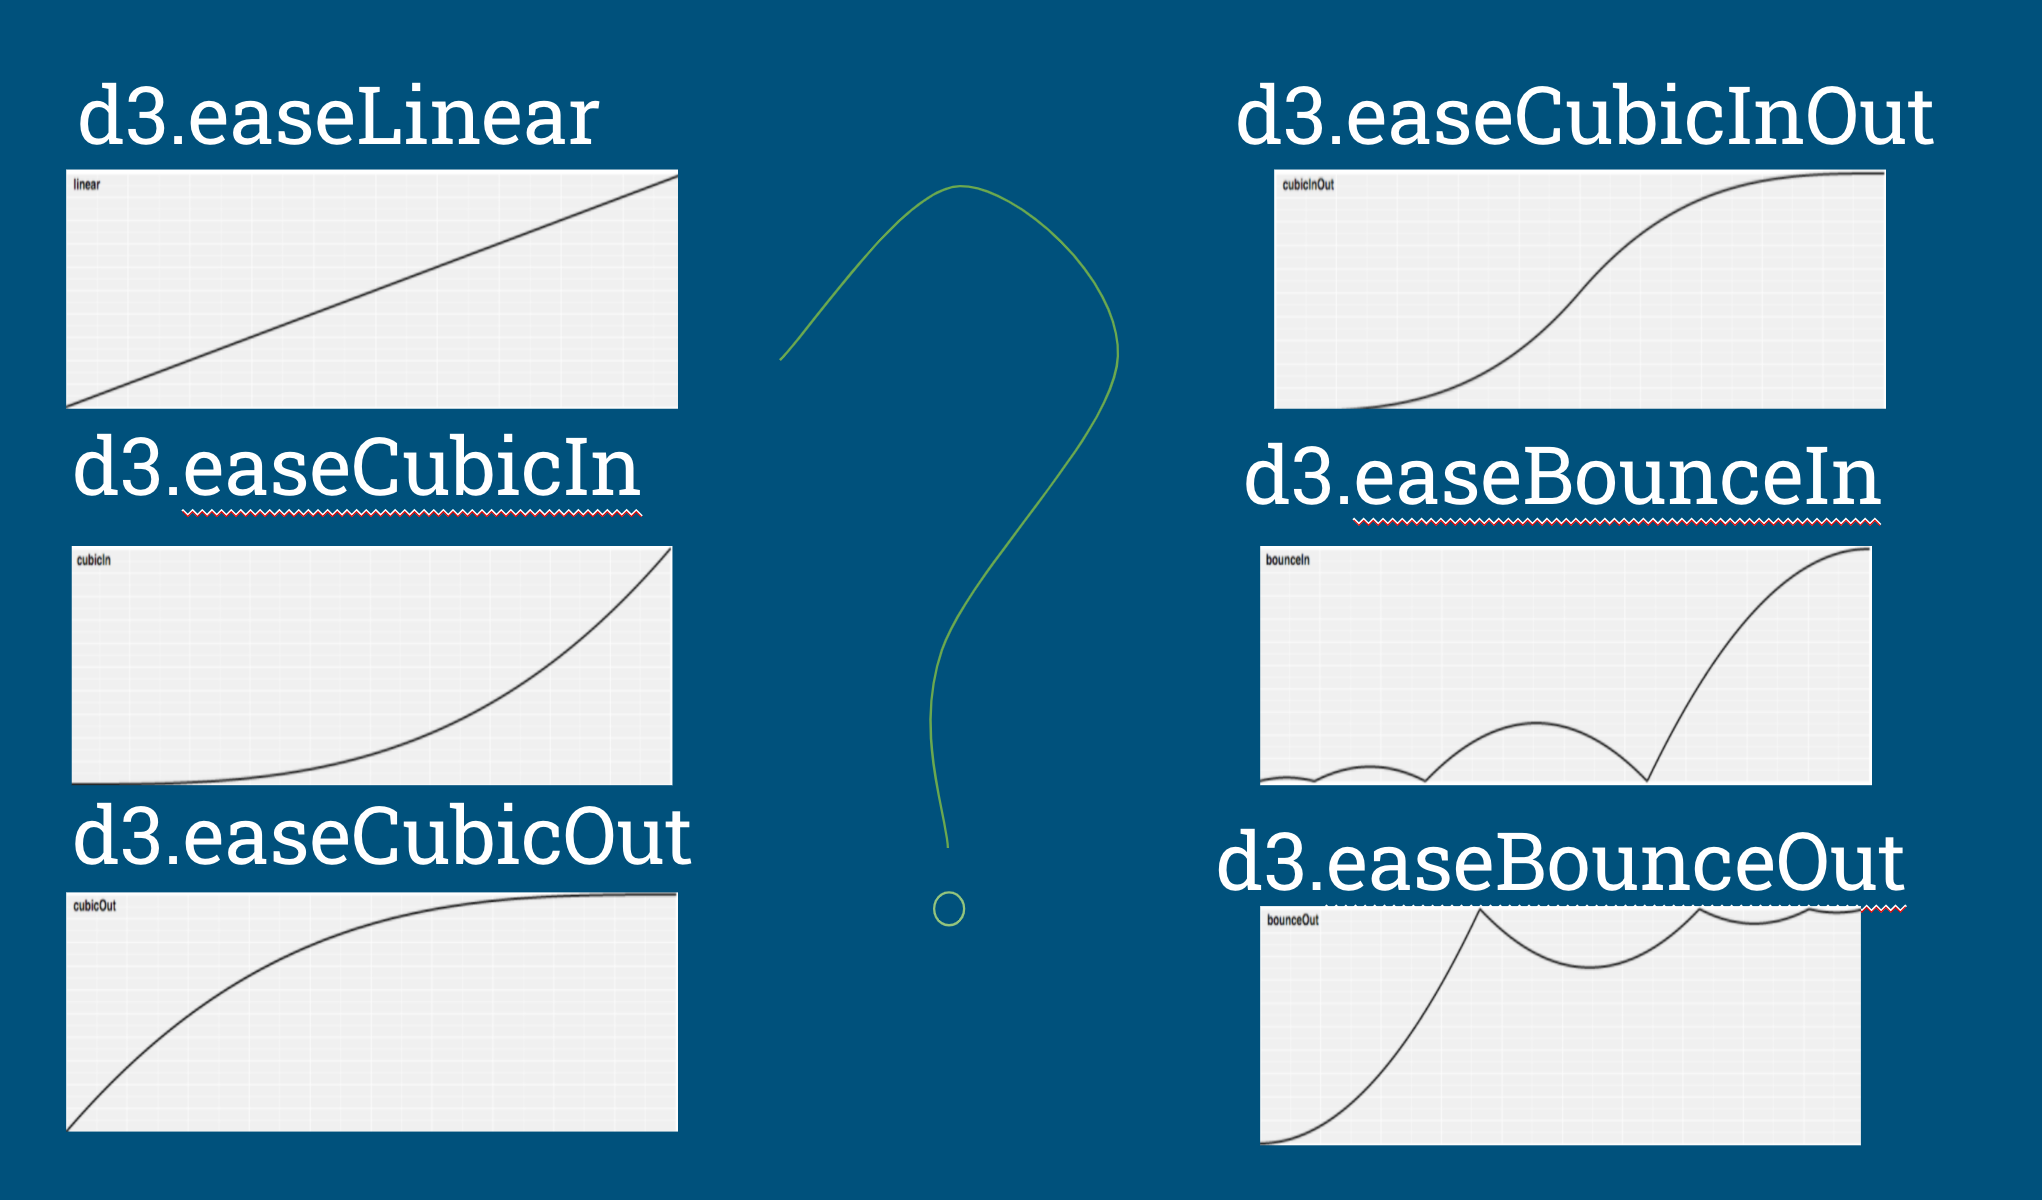 d3.easeLinear
linear
d3.easeCubicIn
cubicIn
d3.easeCubicOut
cubicOut
d3.easeCubicInOut
cubicInOut
d3.easeBounceIn
bounceIn
d3.easeBounceOut
bounceOut